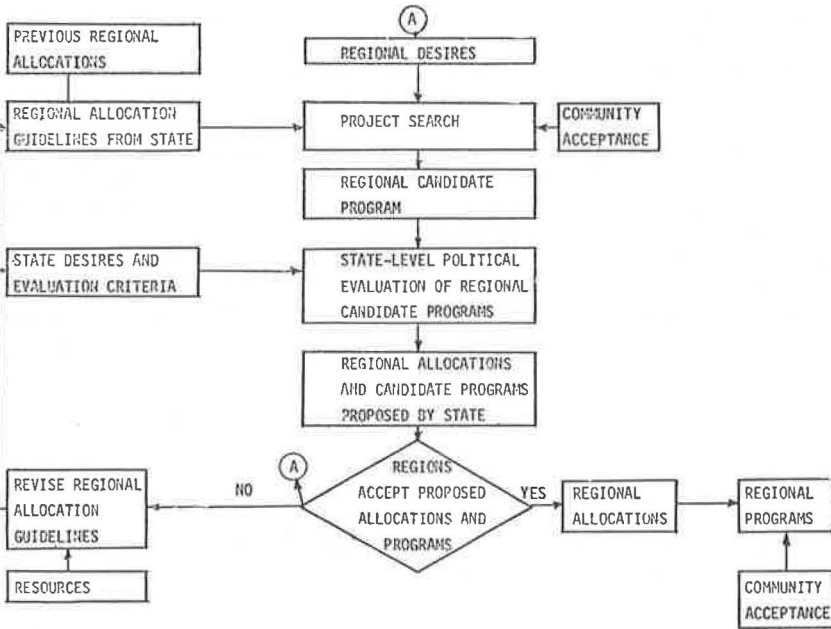 A
PREVIOUS REGIONAL
ALLOCATIONS
REGIONAL DESIRES
REGIONAL ALLOCATION
GUIDELINES FROM STATE
PROJECT SEARCH
COMMUNITY
ACCEPTANCE
REGIONAL CANDIDATE
PROGRAM
STATE DESIRES AND
EVALUATION CRITERIA
STATE-LEVEL POLITICAL
EVALUATION OF REGIONAL
CANDIDATE PROGRAMS
REGIONAL ALLOCATIONS
AND CANDIDATE PROGRAMS
PROPOSED BY STATE
A
REGIONS
ACCEPT PROPOSED
ALLOCATIONS AND
PROGRAMS
NO
YES
REVISE REGIONAL
ALLOCATION
GUIDELINES
REGIONAL
ALLOCATIONS
REGIONAL
PROGRAMS
RESOURCES
COMMUNITY
ACCEPTANCE